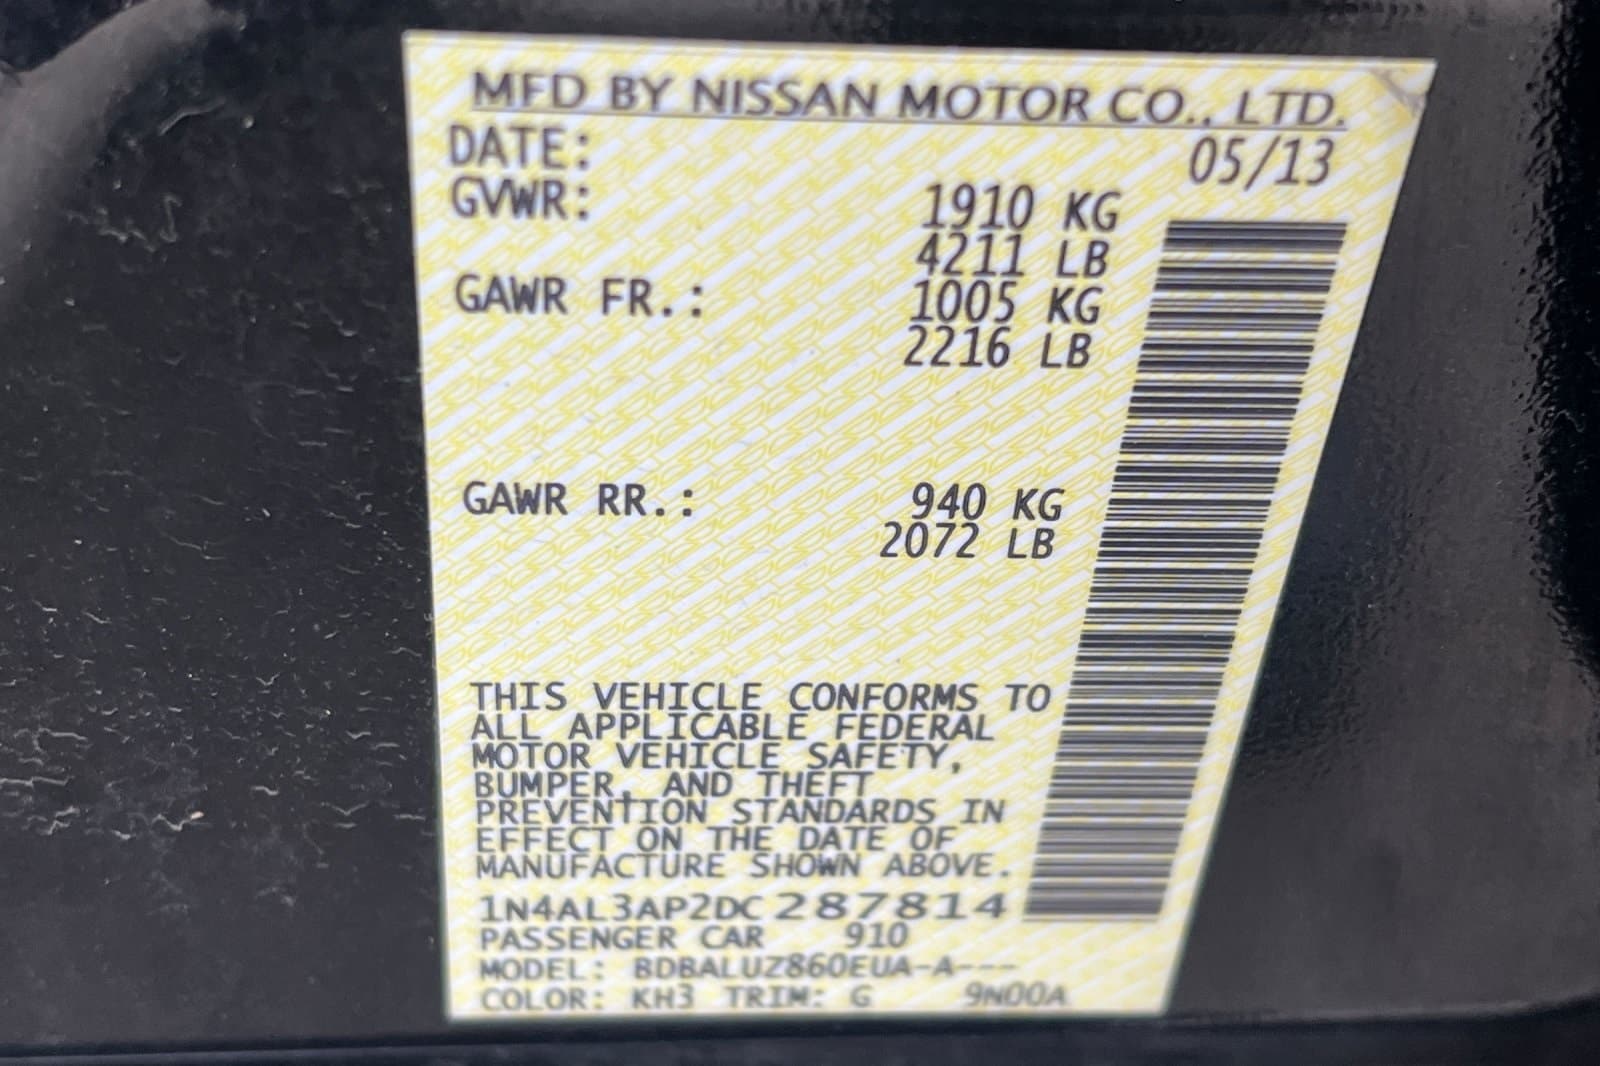 MFD BY NISSAN MOTOR CO., LTD.
DATE: 05/13
GVWR: 1910 KG
4211 LB
GAWR FR.: 1005 KG
2216 LB
GAWR RR.: 940 KG
2072 LB
THIS VEHICLE CONFORMS TO
ALL APPLICABLE FEDERAL
MOTOR VEHICLE SAFETY,
BUMPER, AND THEFT
PREVENTION STANDARDS IN
EFFECT ON THE DATE OF
MANUFACTURE SHOWN ABOVE.
1N4AL3AP2DC287814
PASSENGER CAR 910
MODEL: BDBALUZ860EUA-A---
COLOR: KH3 TRIM: G 9N00A